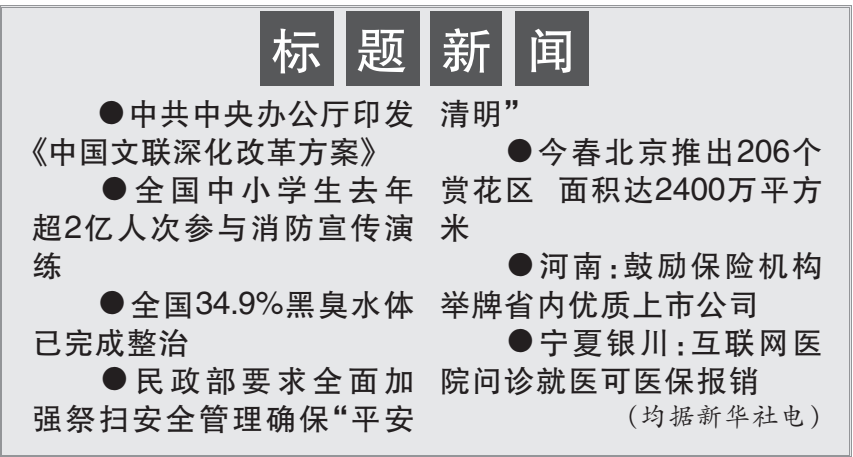 标题新闻
●中共中央办公厅印发
《中国文联深化改革方案》
●全国中小学生去年
超2亿人次参与消防宣传演
练
●全国34.9%黑臭水体
已完成整治
●民政部要求全面加
强祭扫安全管理确保“平安
清明”
●今春北京推出206个
赏花区 面积达2400万平方
米
●河南:鼓励保险机构
举牌省内优质上市公司
●宁夏银川:互联网医
院问诊就医可医保报销
(均据新华社电)